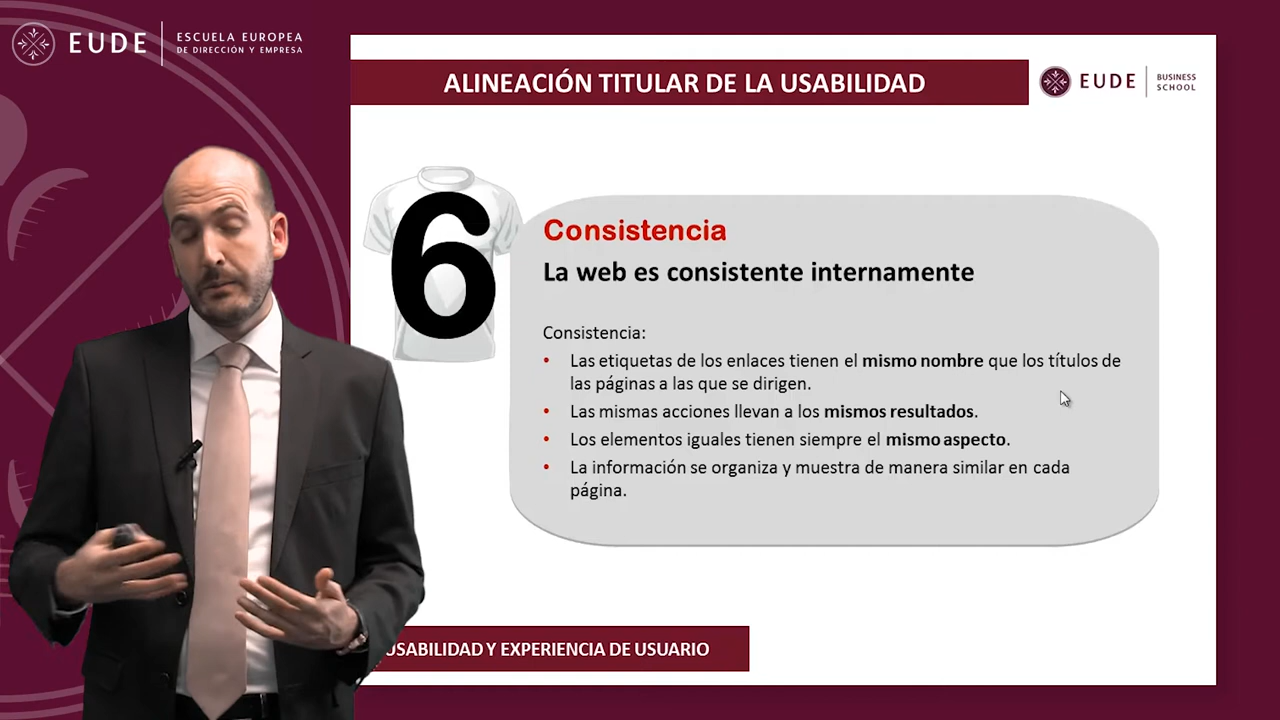 EUDE
ESCUELA EUROPEA
DE DIRECCIÓN Y EMPRESA
ALINEACIÓN TITULAR DE LA USABILIDAD
EUDE
BUSINESS
SCHOOL
6
Consistencia
La web es consistente internamente
Consistencia:
• Las etiquetas de los enlaces tienen el mismo nombre que los títulos de
las páginas a las que se dirigen.
• Las mismas acciones llevan a los mismos resultados.
• Los elementos iguales tienen siempre el mismo aspecto.
• La información se organiza y muestra de manera similar en cada
página.
USABILIDAD Y EXPERIENCIA DE USUARIO